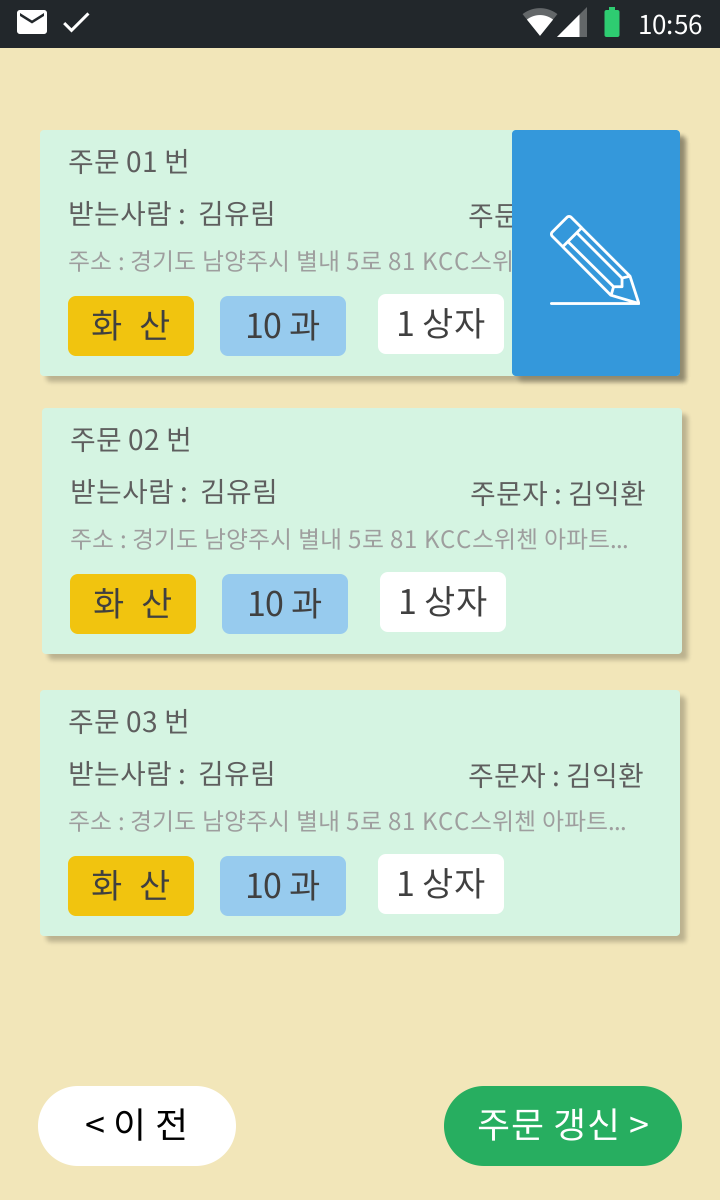 10:56
주문 01 번
받는사람 : 김유림 주문
주소 : 경기도 남양주시 별내 5로 81 KCC스위
화 산 10 과 1 상자
주문 02 번
받는사람 : 김유림 주문자 : 김익환
주소 : 경기도 남양주시 별내 5로 81 KCC스위첸 아파트...
화 산 10 과 1 상자
주문 03 번
받는사람 : 김유림 주문자 : 김익환
주소 : 경기도 남양주시 별내 5로 81 KCC스위첸 아파트...
화 산 10 과 1 상자
< 이 전 주문 갱신 >